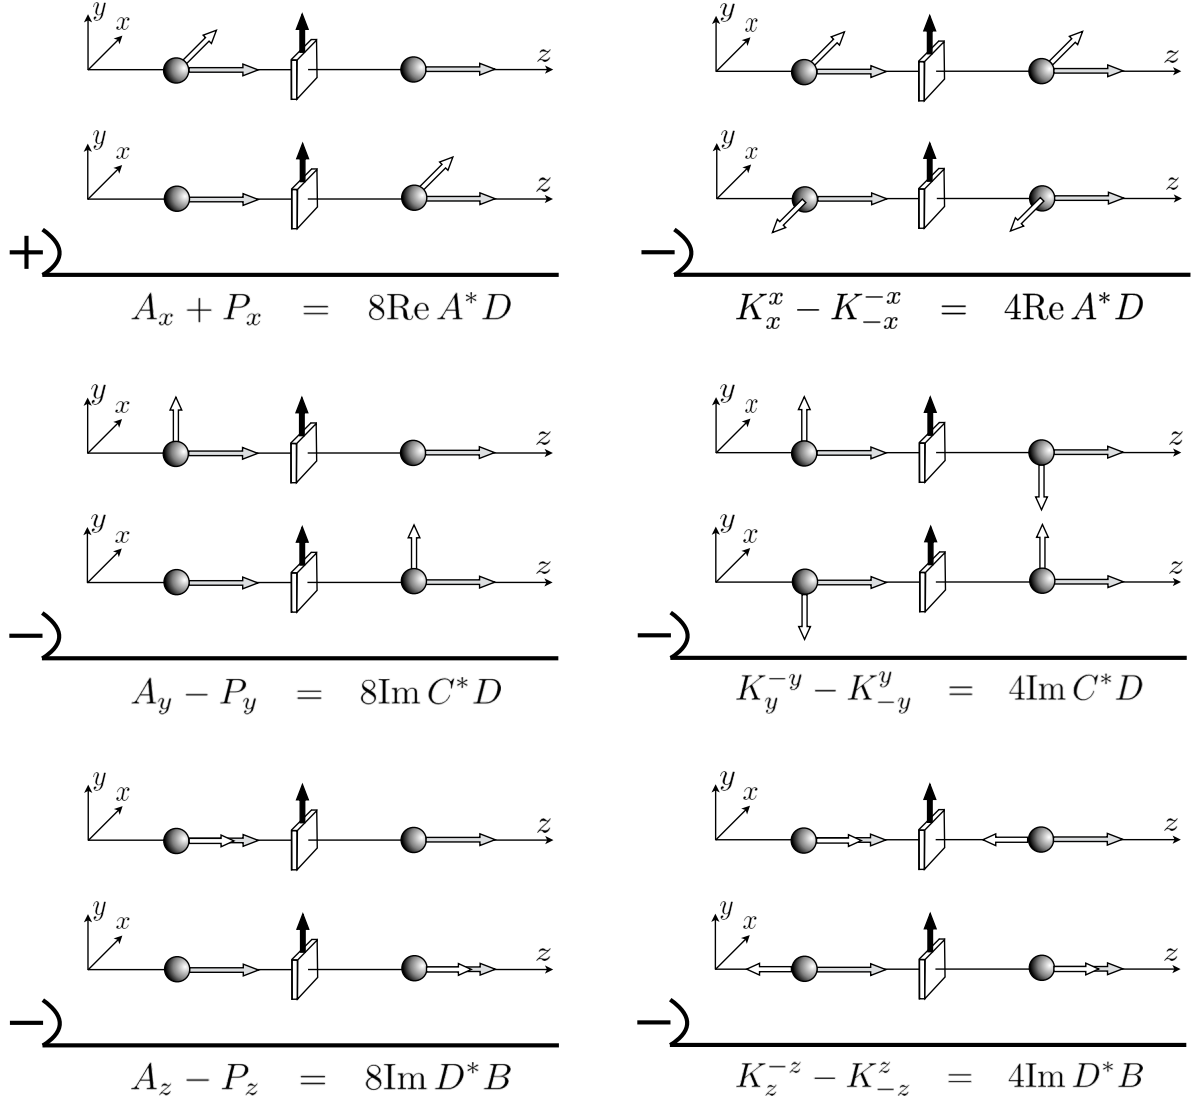 y x z y x z
y x z y x z
+ −
A_x + P_x = 8Re A*D K_x^x − K_{−x}^{−x} = 4Re A*D
y x z y x z
y x z y x z
− −
A_y − P_y = 8Im C*D K_y^{−y} − K_{−y}^y = 4Im C*D
y x z y x z
y x z y x z
− −
A_z − P_z = 8Im D*B K_z^{−z} − K_{−z}^z = 4Im D*B